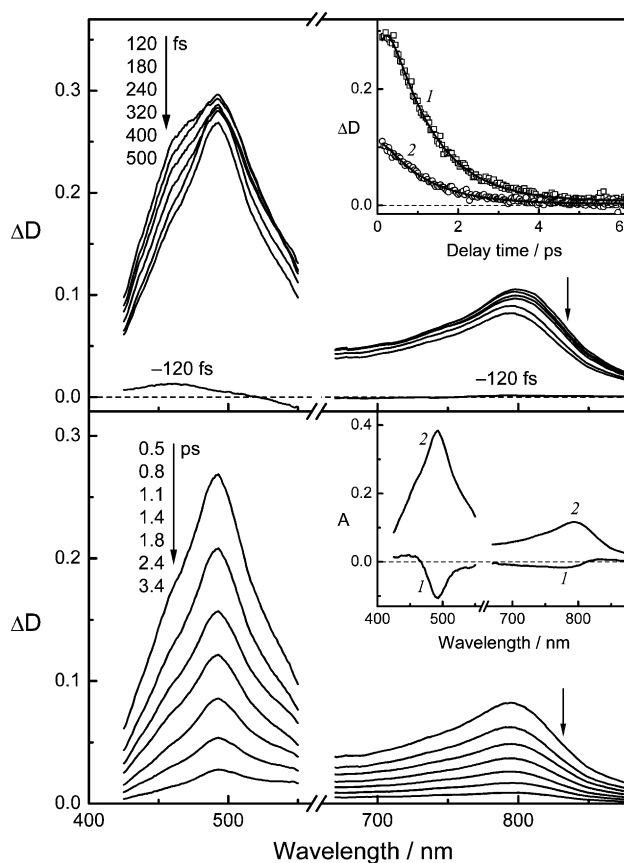 120 fs
180
240
320
400
500
0.3
0.2
0.1
0.0
ΔD
–120 fs
–120 fs
0.2
0.0
ΔD
1
2
0 2 4 6
Delay time / ps
0.5 ps
0.8
1.1
1.4
1.8
2.4
3.4
0.3
0.2
0.1
0.0
ΔD
0.4
0.2
0.0
A
2
1
2
1
400 500 700 800
Wavelength / nm
400 500 700 800
Wavelength / nm